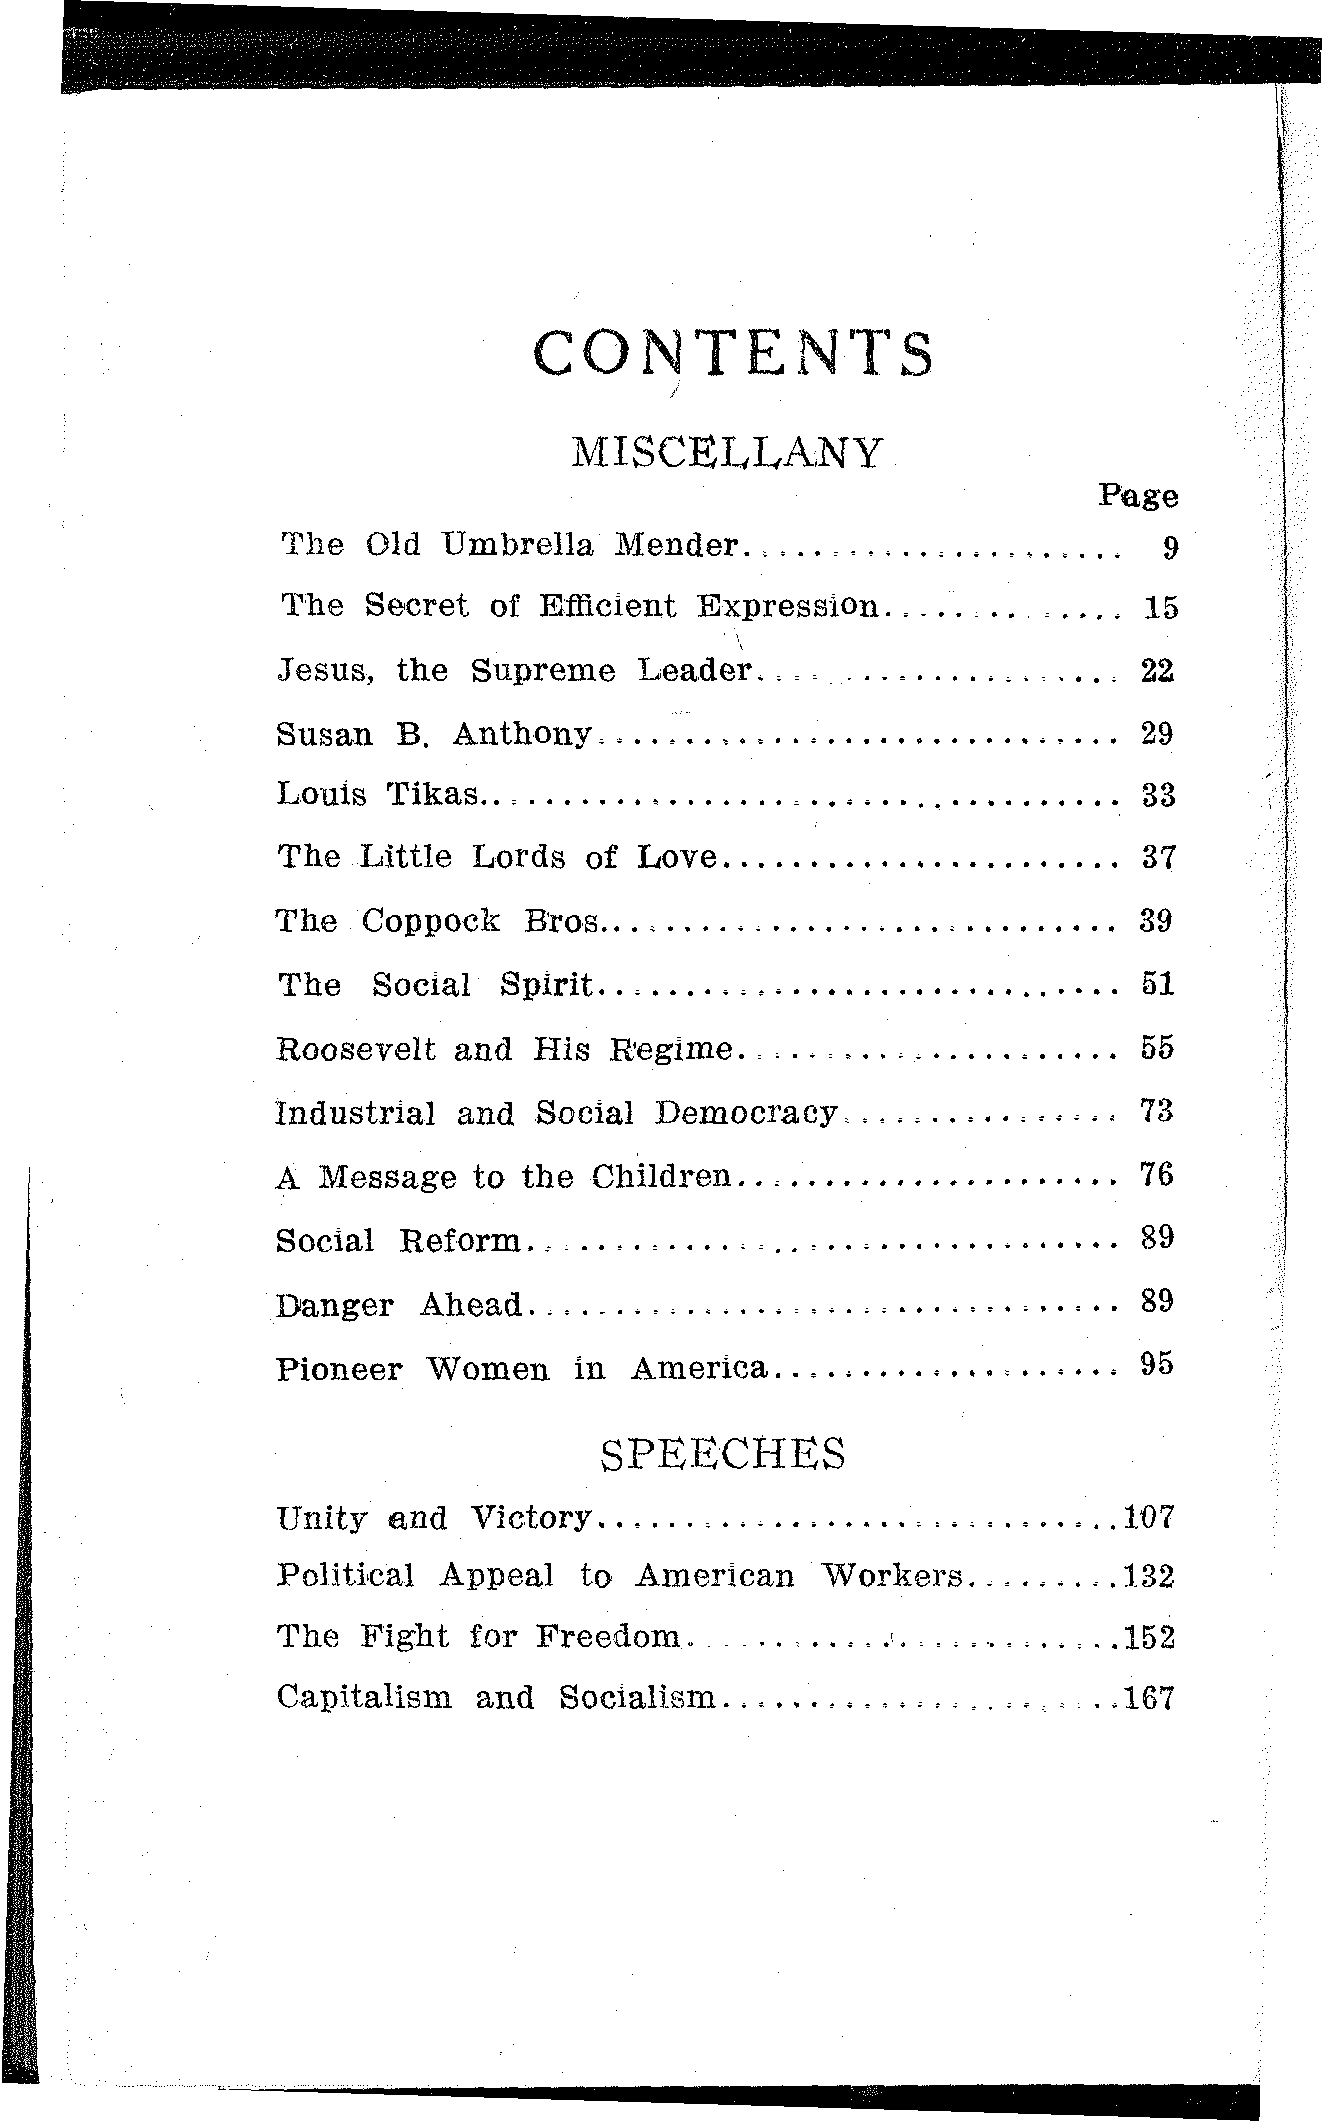 CONTENTS
MISCELLANY
Page
The Old Umbrella Mender..................... 9
The Secret of Efficient Expression............. 15
Jesus, the Supreme Leader.................... 22
Susan B. Anthony............................. 29
Louis Tikas.................................... 33
The Little Lords of Love....................... 37
The Coppock Bros............................. 39
The Social Spirit.............................. 51
Roosevelt and His Regime...................... 55
Industrial and Social Democracy................ 73
A Message to the Children...................... 76
Social Reform.................................. 89
Danger Ahead.................................. 89
Pioneer Women in America.................... 95
SPEECHES
Unity and Victory..............................107
Political Appeal to American Workers.........132
The Fight for Freedom.........................152
Capitalism and Socialism.......................167